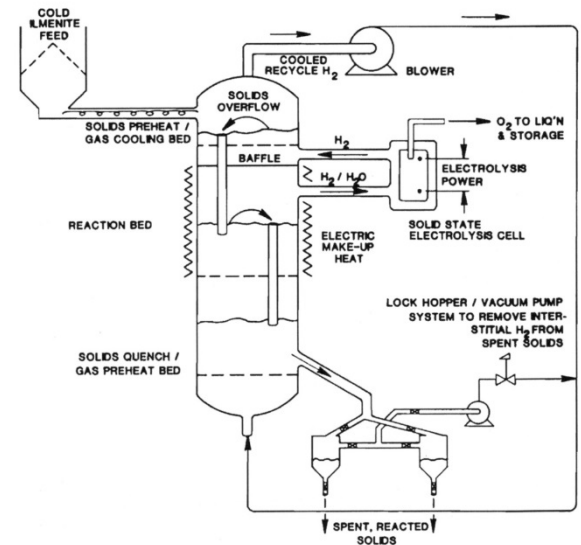 COLD
ILMENITE
FEED
COOLED
RECYCLE H2
BLOWER
SOLIDS
OVERFLOW
SOLIDS PREHEAT /
GAS COOLING BED
H2
O2 TO LIQ'N
& STORAGE
BAFFLE
ELECTROLYSIS
POWER
H2 / H2O
REACTION BED
ELECTRIC
MAKE-UP
HEAT
SOLID STATE
ELECTROLYSIS CELL
LOCK HOPPER / VACUUM PUMP
SYSTEM TO REMOVE INTER-
STITIAL H2 FROM
SPENT SOLIDS
SOLIDS QUENCH /
GAS PREHEAT BED
SPENT, REACTED
SOLIDS